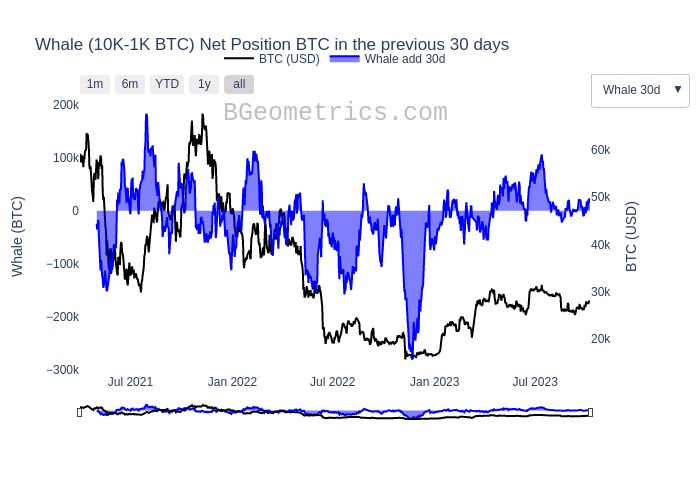 Whale (10K-1K BTC) Net Position BTC in the previous 30 days
BTC (USD) Whale add 30d
1m 6m YTD 1y all
Whale 30d ▼
BGeometrics.com
200k
100k
0
−100k
−200k
−300k
Whale (BTC)
60k
50k
40k
30k
20k
BTC (USD)
Jul 2021 Jan 2022 Jul 2022 Jan 2023 Jul 2023